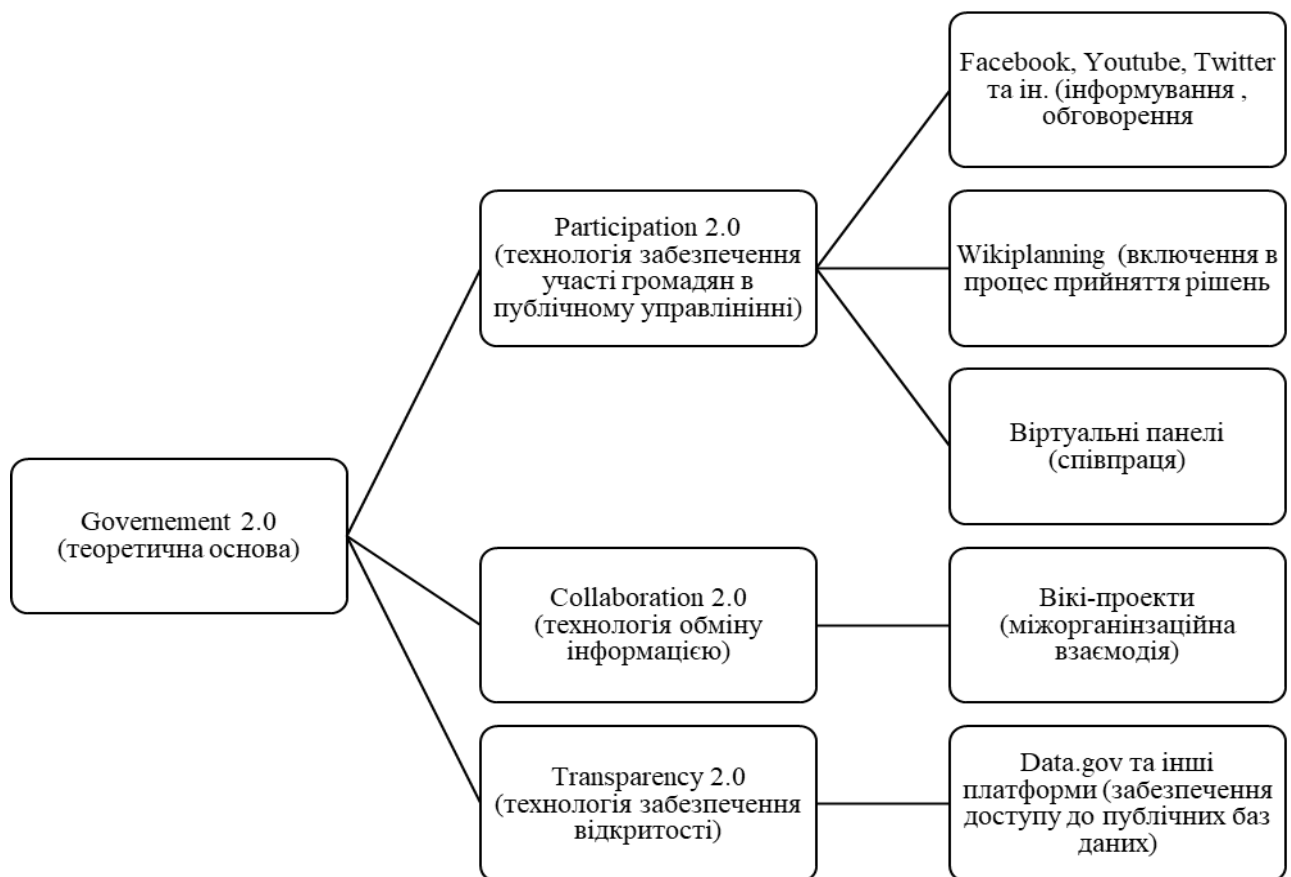 Facebook, Youtube, Twitter
та ін. (інформування ,
обговорення
Participation 2.0
(технологія забезпечення
участі громадян в
публічному управлінінні)
Wikiplanning (включення в
процес прийняття рішень
Віртуальні панелі
(співпраця)
Governement 2.0
(теоретична основа)
Collaboration 2.0
(технологія обміну
інформацією)
Вікі-проекти
(міжорганінзаційна
взаємодія)
Transparency 2.0
(технологія забезпечення
відкритості)
Data.gov та інші
платформи (забезпечення
доступу до публічних баз
даних)